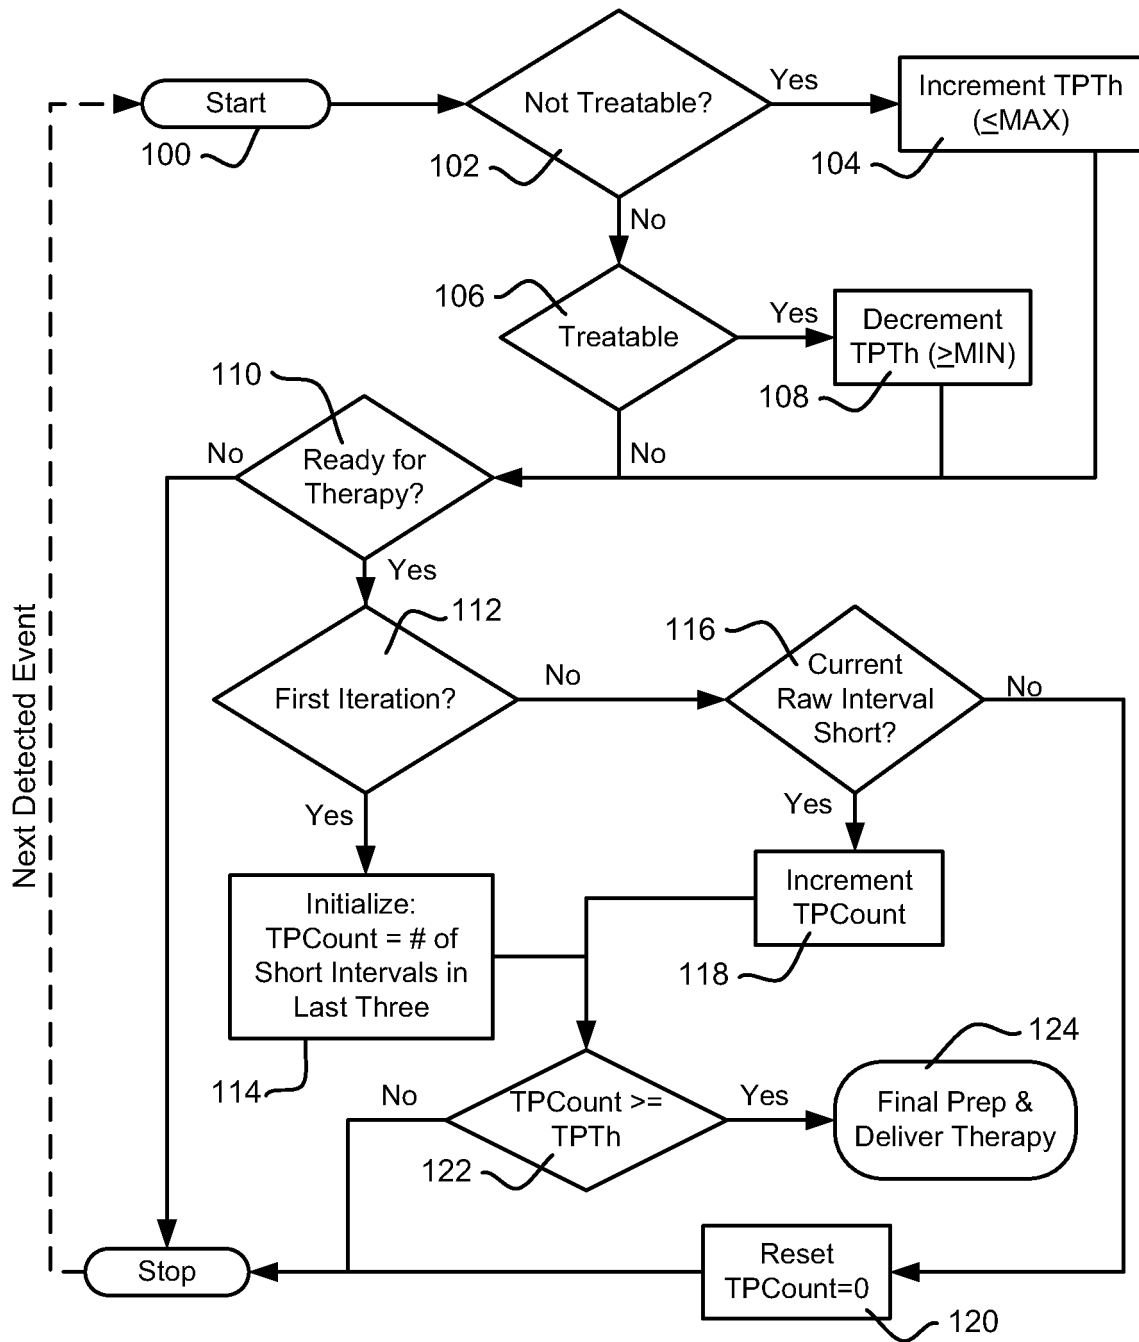 Start
100
Not Treatable?
102
Yes
Increment TPTh
(≤MAX)
104
No
106
Treatable
Yes
Decrement
TPTh (≥MIN)
108
No
110
Ready for
Therapy?
No
Yes
112
First Iteration?
No
116
Current
Raw Interval
Short?
No
Yes
Yes
Initialize:
TPCount = # of
Short Intervals in
Last Three
114
Increment
TPCount
118
TPCount >=
TPTh
122
No
Yes
124
Final Prep &
Deliver Therapy
Reset
TPCount=0
120
Stop
Next Detected Event